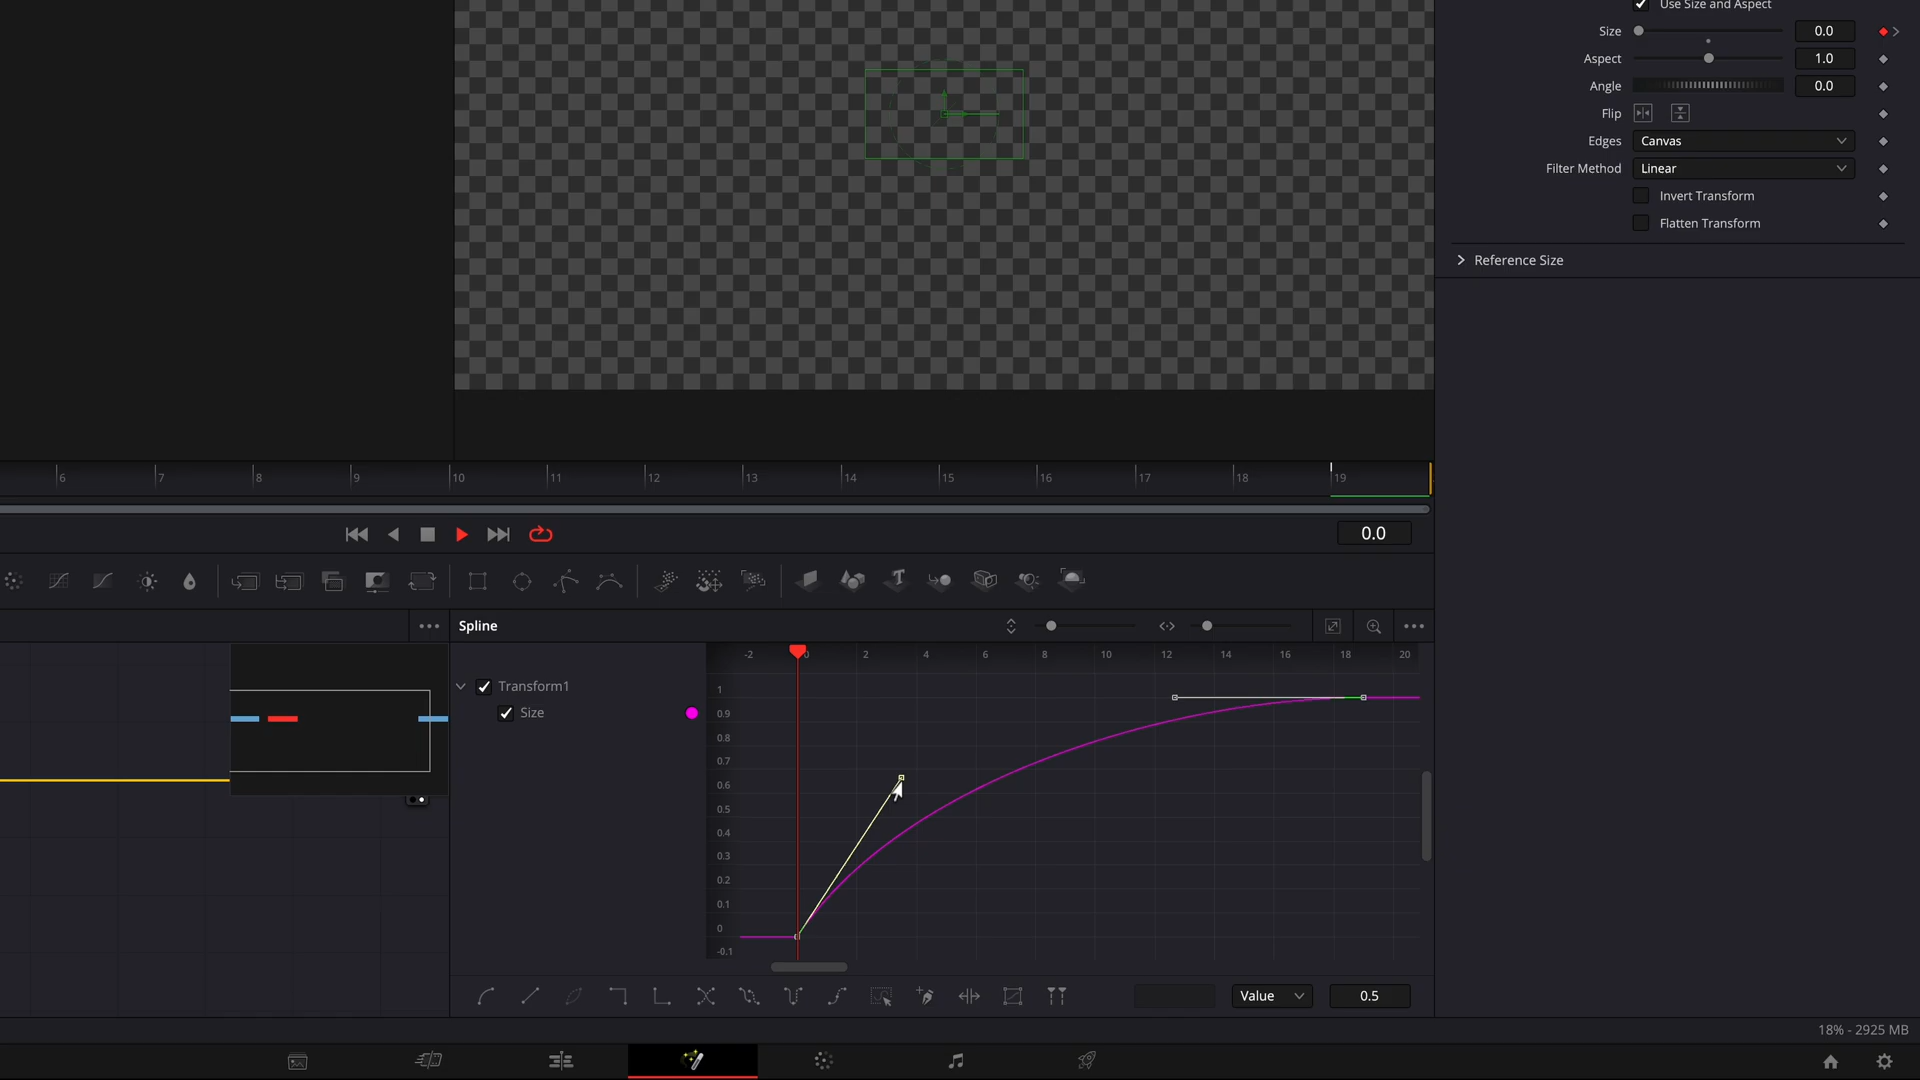 Use Size and Aspect
Size 0.0
Aspect 1.0
Angle 0.0
Flip
Edges Canvas
Filter Method Linear
Invert Transform
Flatten Transform
Reference Size
6 7 8 9 10 11 12 13 14 15 16 17 18 19
0.0
Spline
-2 0 2 4 6 8 10 12 14 16 18 20
Transform1
Size
1
0.9
0.8
0.7
0.6
0.5
0.4
0.3
0.2
0.1
0
-0.1
Value 0.5
18% - 2925 MB